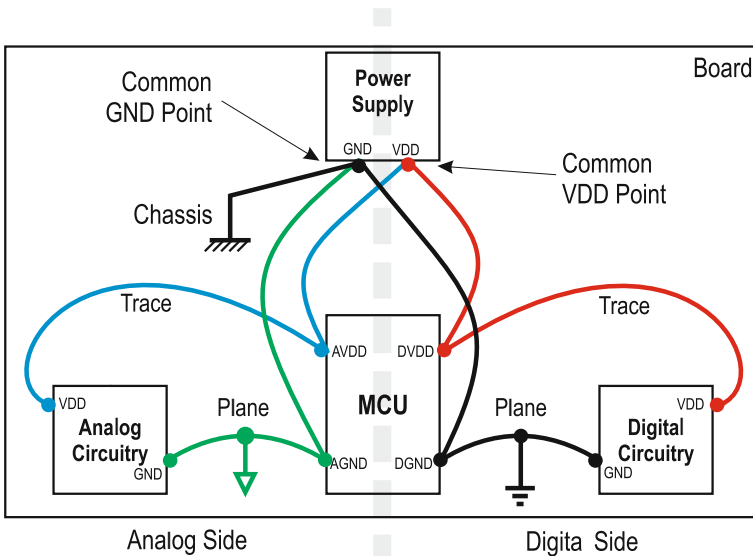 Board
Power
Supply
GND
VDD
Common
GND Point
Common
VDD Point
Chassis
Trace
Trace
AVDD
DVDD
MCU
AGND
DGND
VDD
Analog
Circuitry
GND
Plane
Plane
VDD
Digital
Circuitry
GND
Analog Side
Digita Side